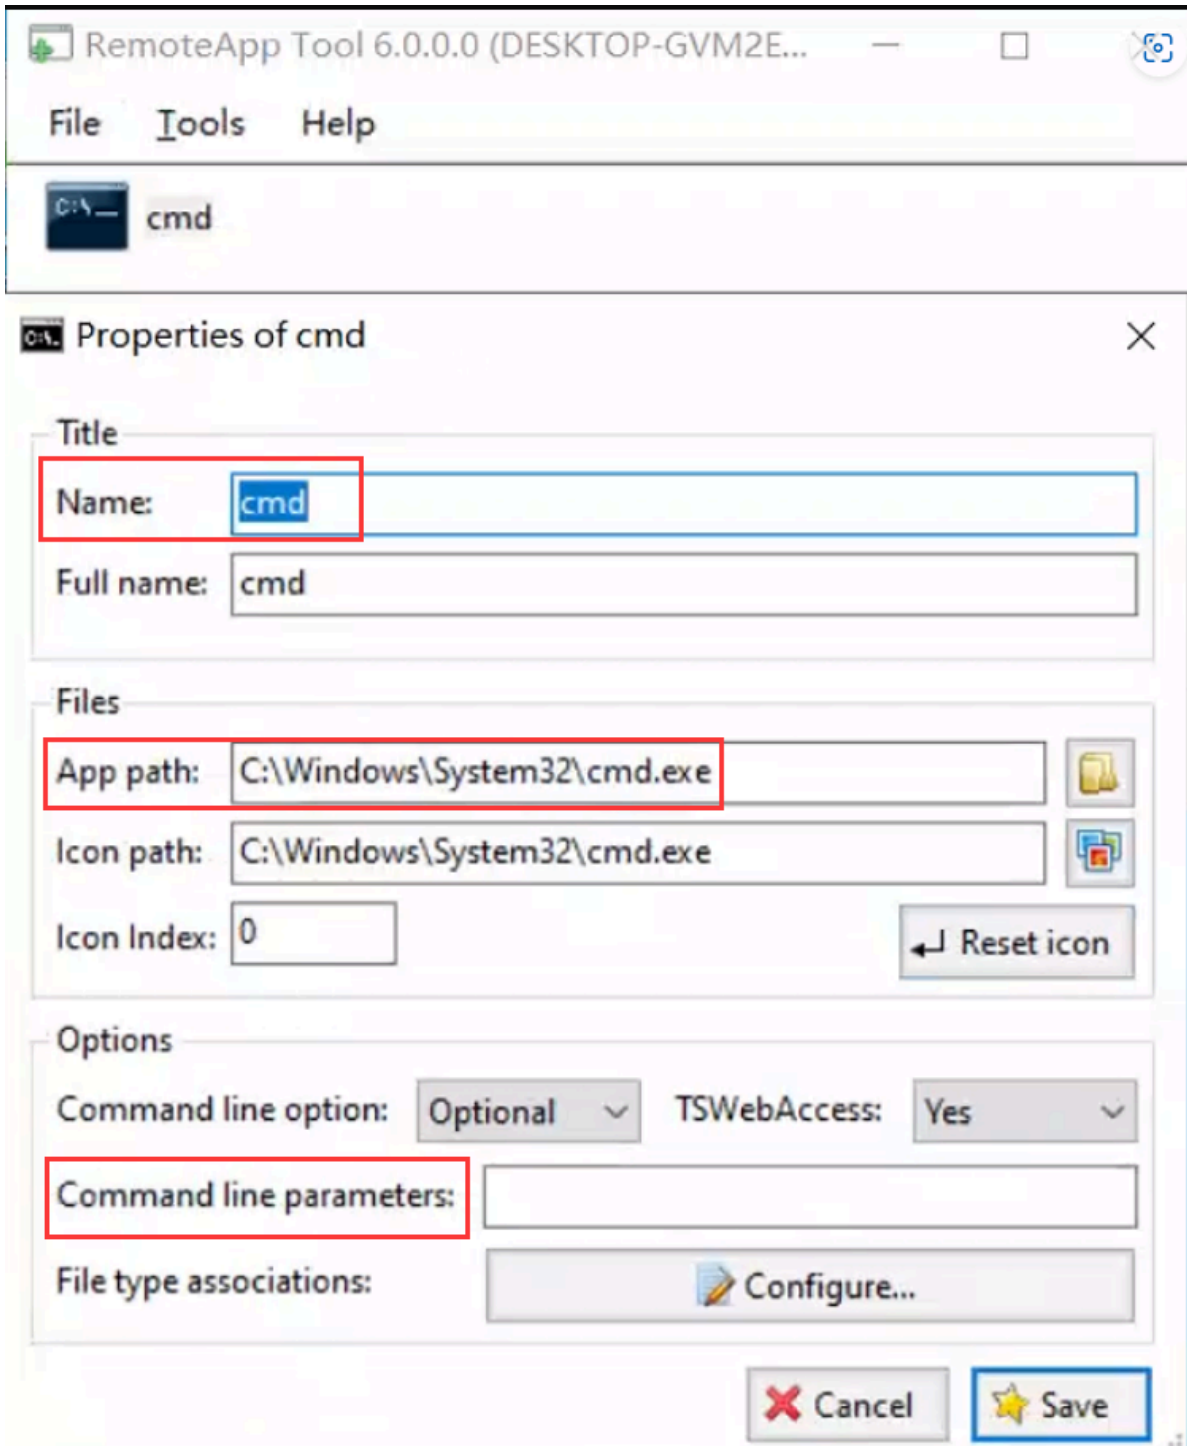 RemoteApp Tool 6.0.0.0 (DESKTOP-GVM2E...
File Tools Help
C:\_ cmd
C:\. Properties of cmd
Title
Name: cmd
Full name: cmd
Files
App path: C:\Windows\System32\cmd.exe
Icon path: C:\Windows\System32\cmd.exe
Icon Index: 0
Reset icon
Options
Command line option: Optional TSWebAccess: Yes
Command line parameters:
File type associations: Configure...
Cancel Save